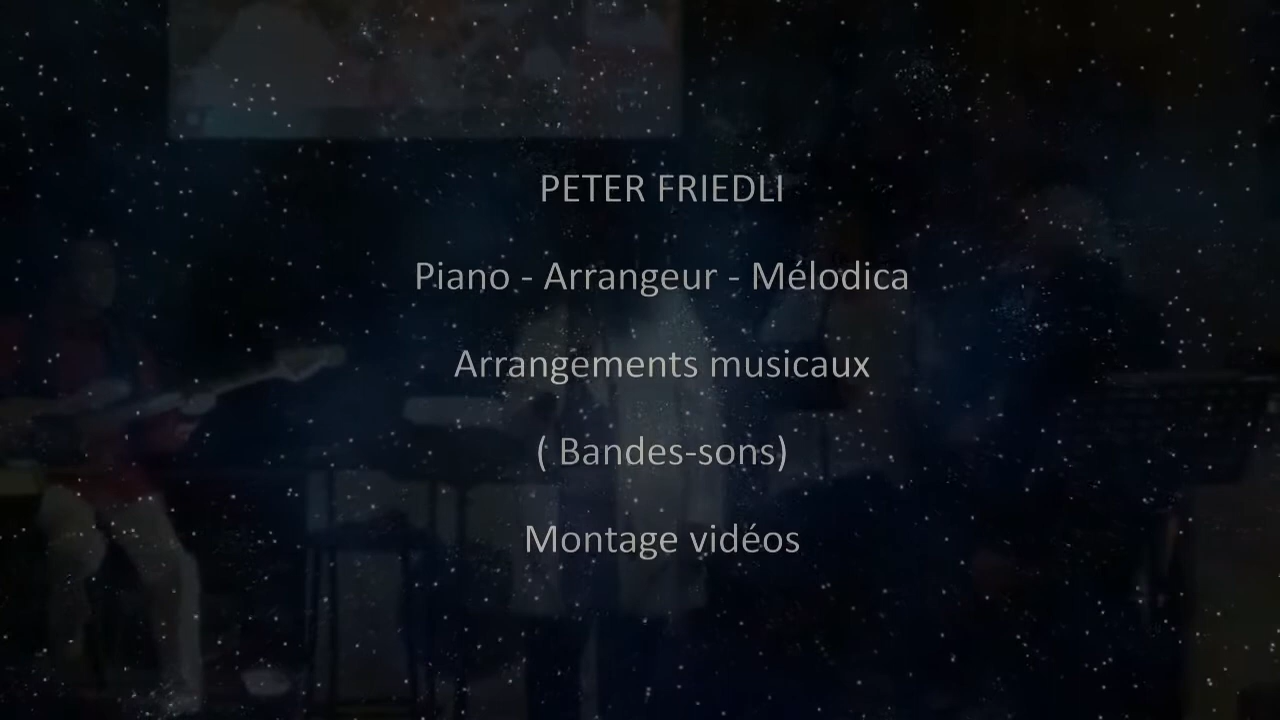 PETER FRIEDLI
Piano - Arrangeur - Mélodica
Arrangements musicaux
( Bandes-sons)
Montage vidéos